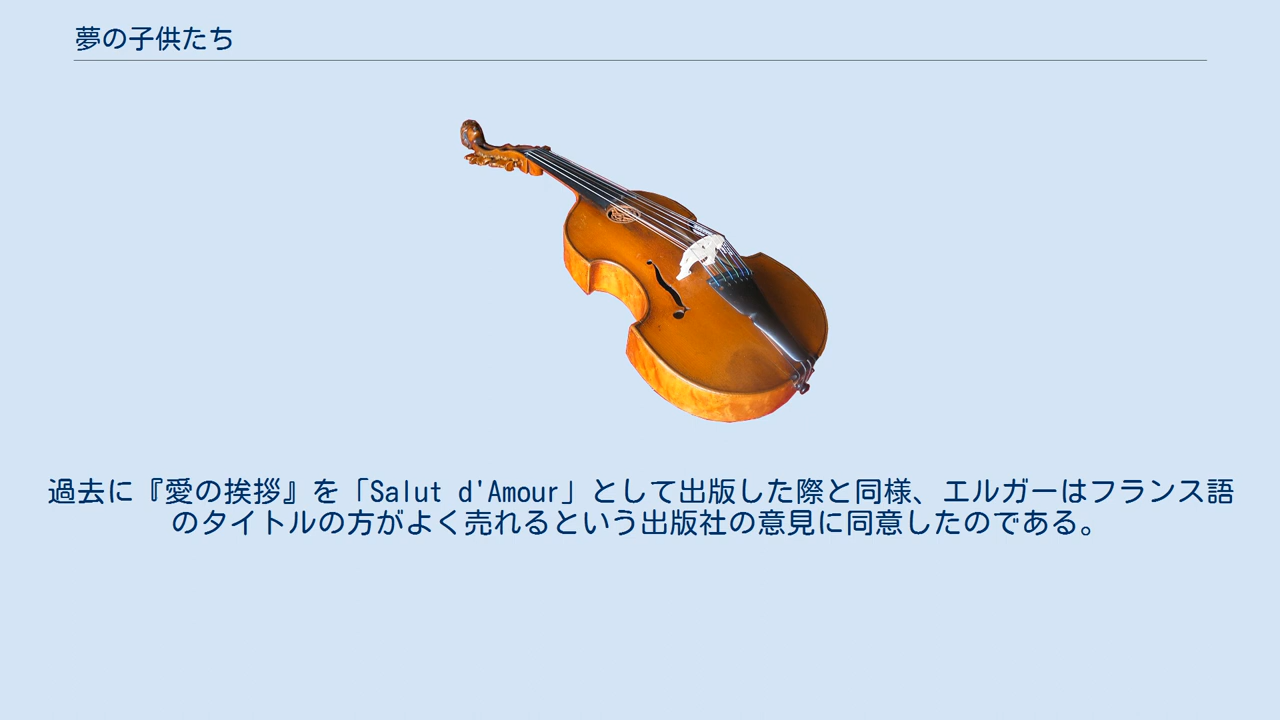 夢の子供たち
過去に『愛の挨拶』を「Salut d'Amour」として出版した際と同様、エルガーはフランス語
のタイトルの方がよく売れるという出版社の意見に同意したのである。